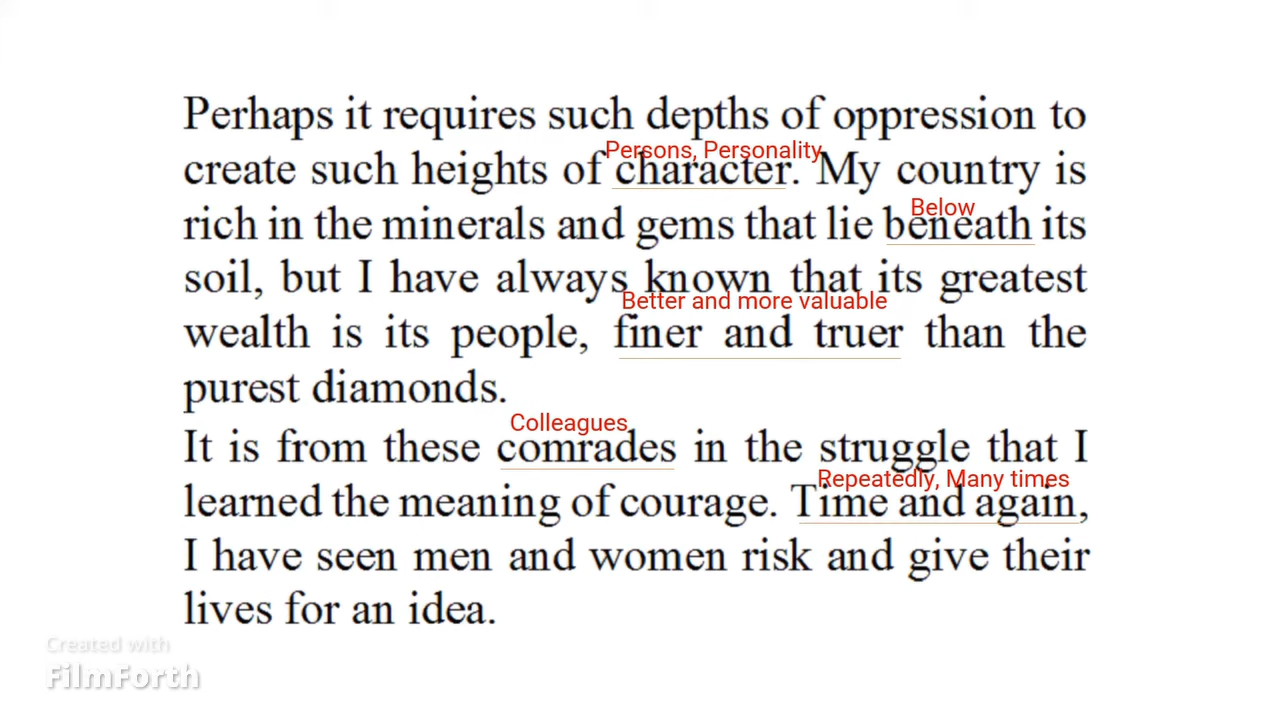 Perhaps it requires such depths of oppression to
Persons, Personality
create such heights of character. My country is
Below
rich in the minerals and gems that lie beneath its
soil, but I have always known that its greatest
Better and more valuable
wealth is its people, finer and truer than the
purest diamonds.
Colleagues
It is from these comrades in the struggle that I
Repeatedly, Many times
learned the meaning of courage. Time and again,
I have seen men and women risk and give their
lives for an idea.
Created with
FilmForth